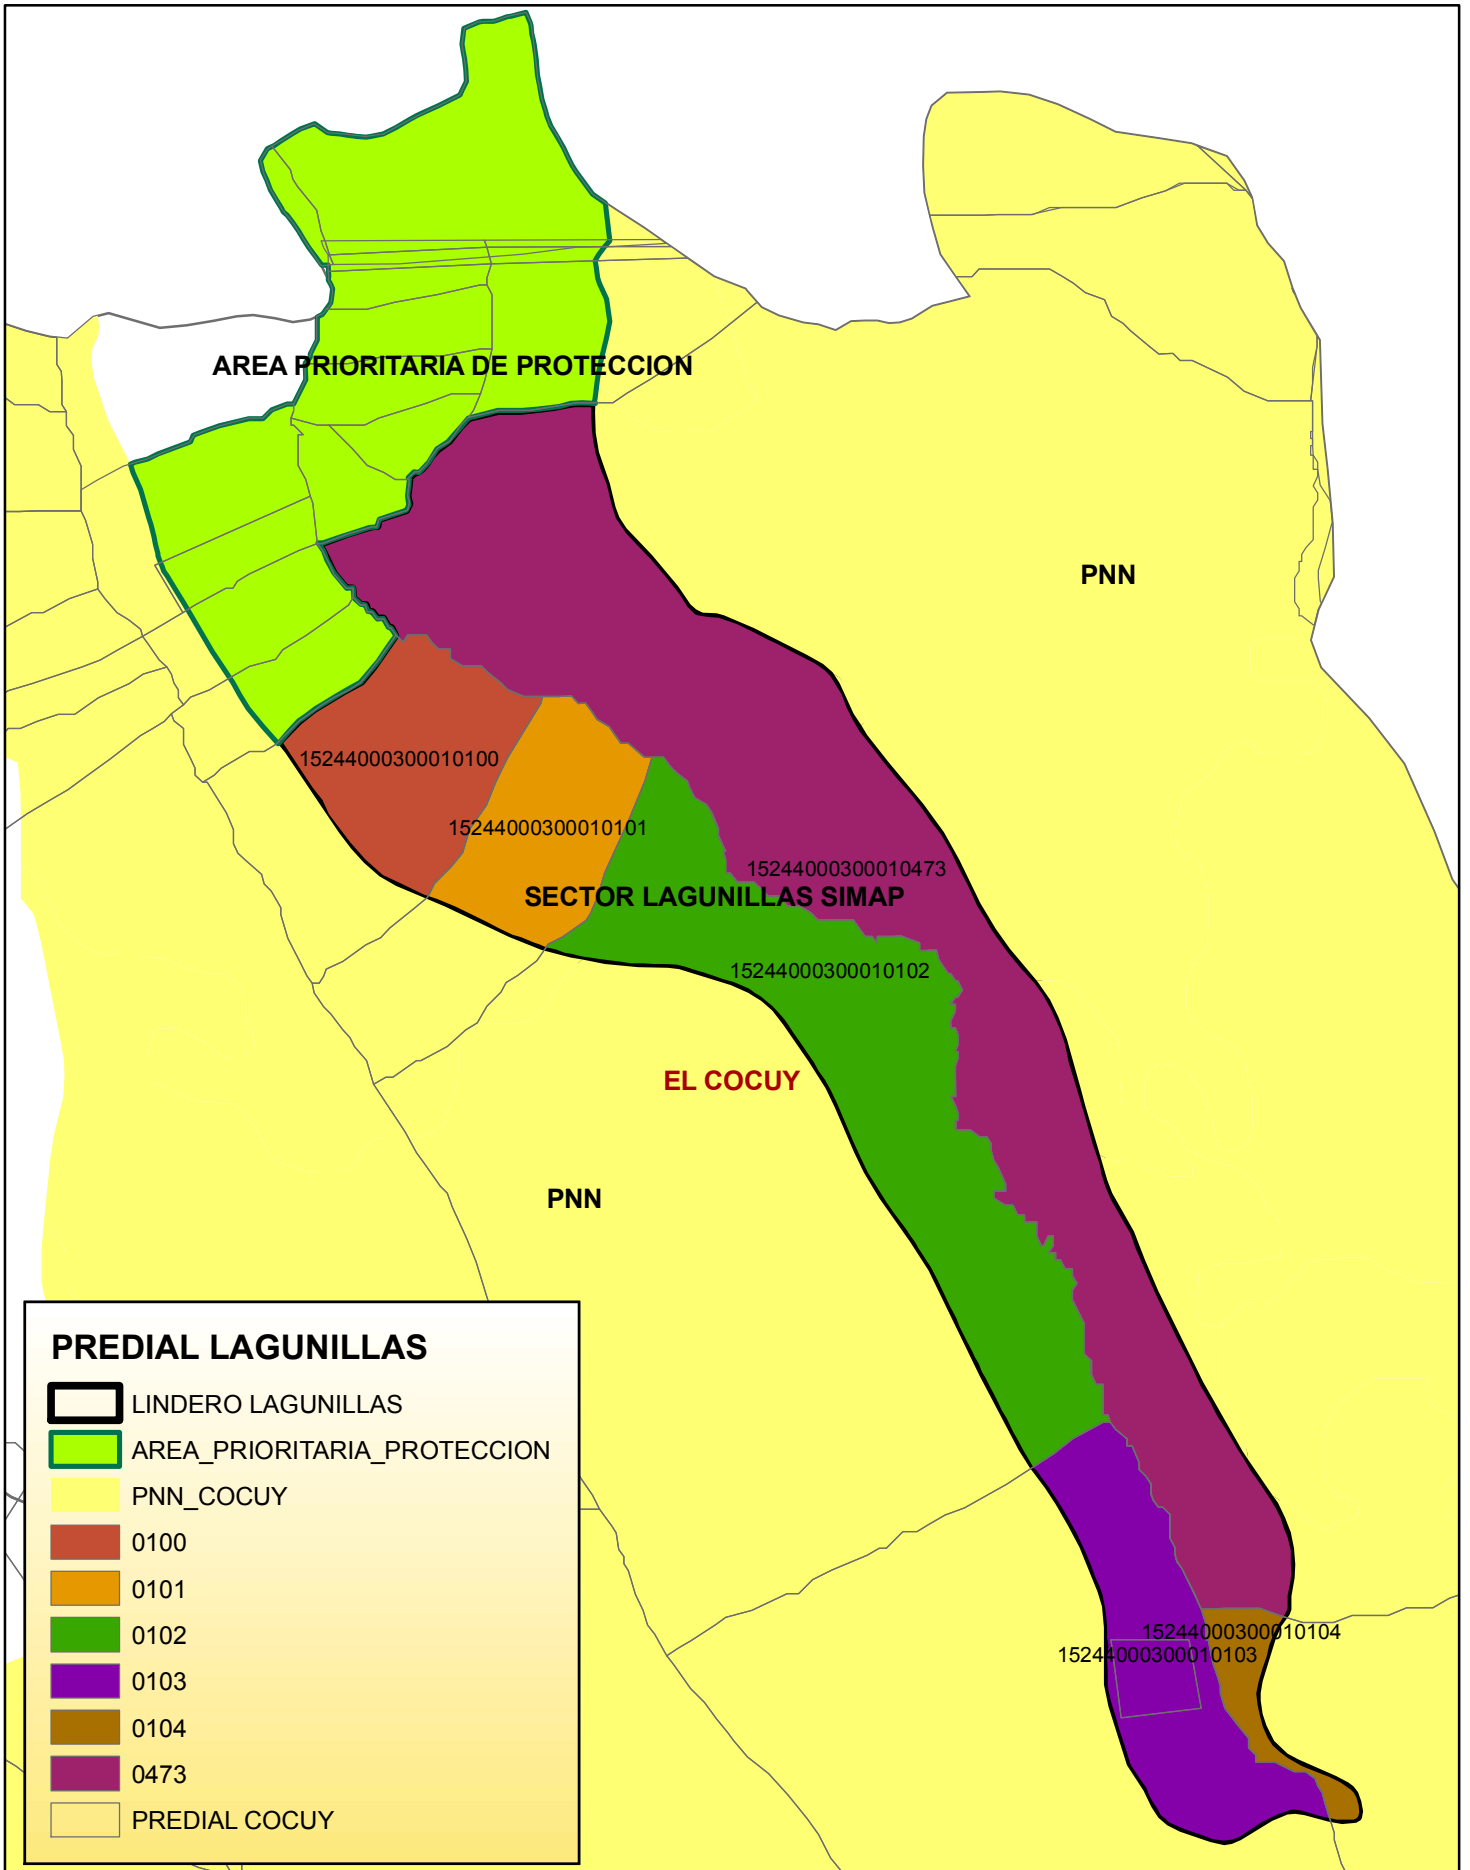 AREA PRIORITARIA DE PROTECCION
PNN
15244000300010100
15244000300010101
15244000300010473
SECTOR LAGUNILLAS SIMAP
15244000300010102
EL COCUY
PNN
15244000300010104
15244000300010103
PREDIAL LAGUNILLAS
LINDERO LAGUNILLAS
AREA_PRIORITARIA_PROTECCION
PNN_COCUY
0100
0101
0102
0103
0104
0473
PREDIAL COCUY